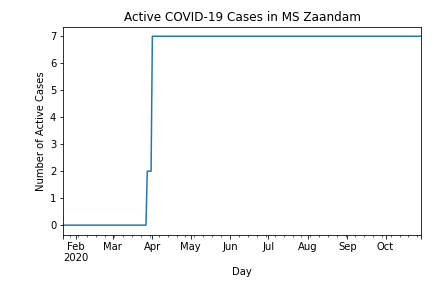 Active COVID-19 Cases in MS Zaandam
Number of Active Cases
7
6
5
4
3
2
1
0
Feb Mar Apr May Jun Jul Aug Sep Oct
2020
Day